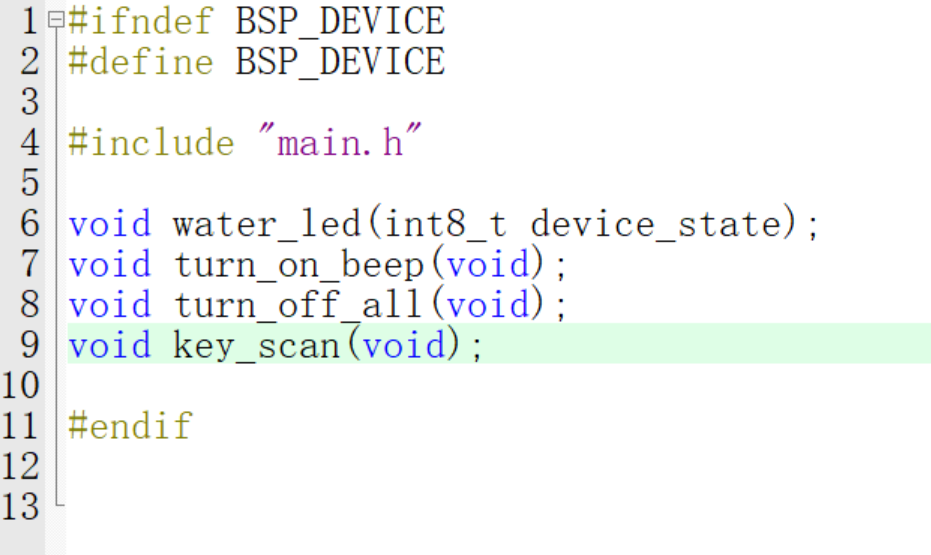 1 #ifndef BSP_DEVICE
2 #define BSP_DEVICE
3
4 #include "main.h"
5
6 void water_led(int8_t device_state);
7 void turn_on_beep(void);
8 void turn_off_all(void);
9 void key_scan(void);
10
11 #endif
12
13